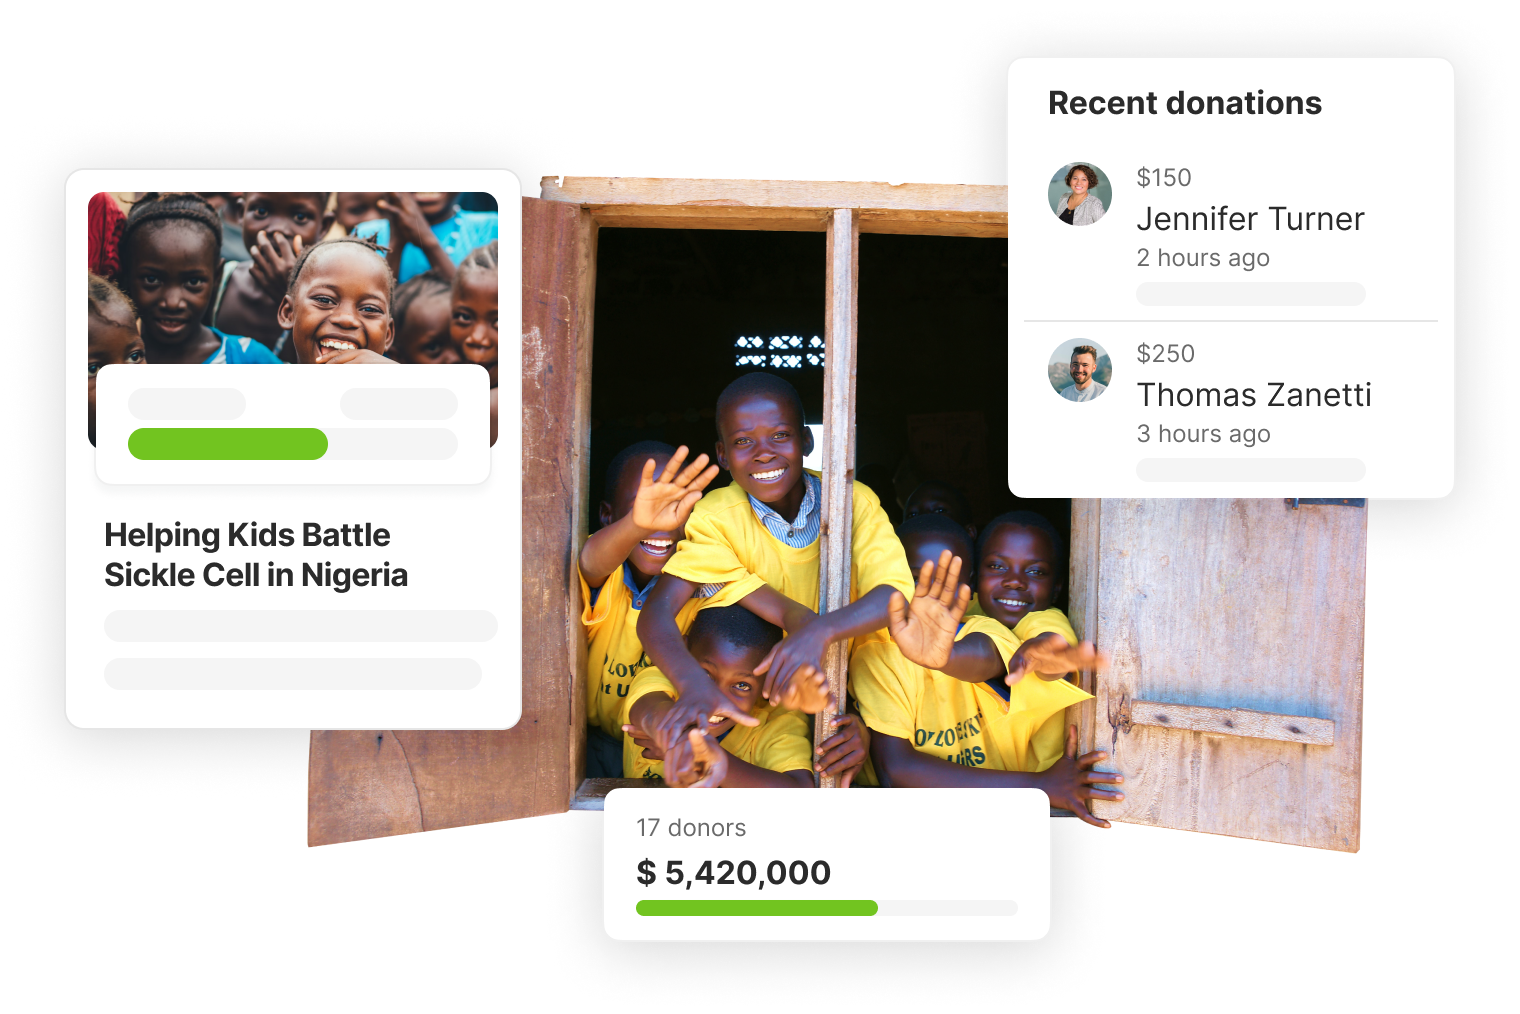 Recent donations
$150
Jennifer Turner
2 hours ago
$250
Thomas Zanetti
3 hours ago
Helping Kids Battle
Sickle Cell in Nigeria
17 donors
$ 5,420,000